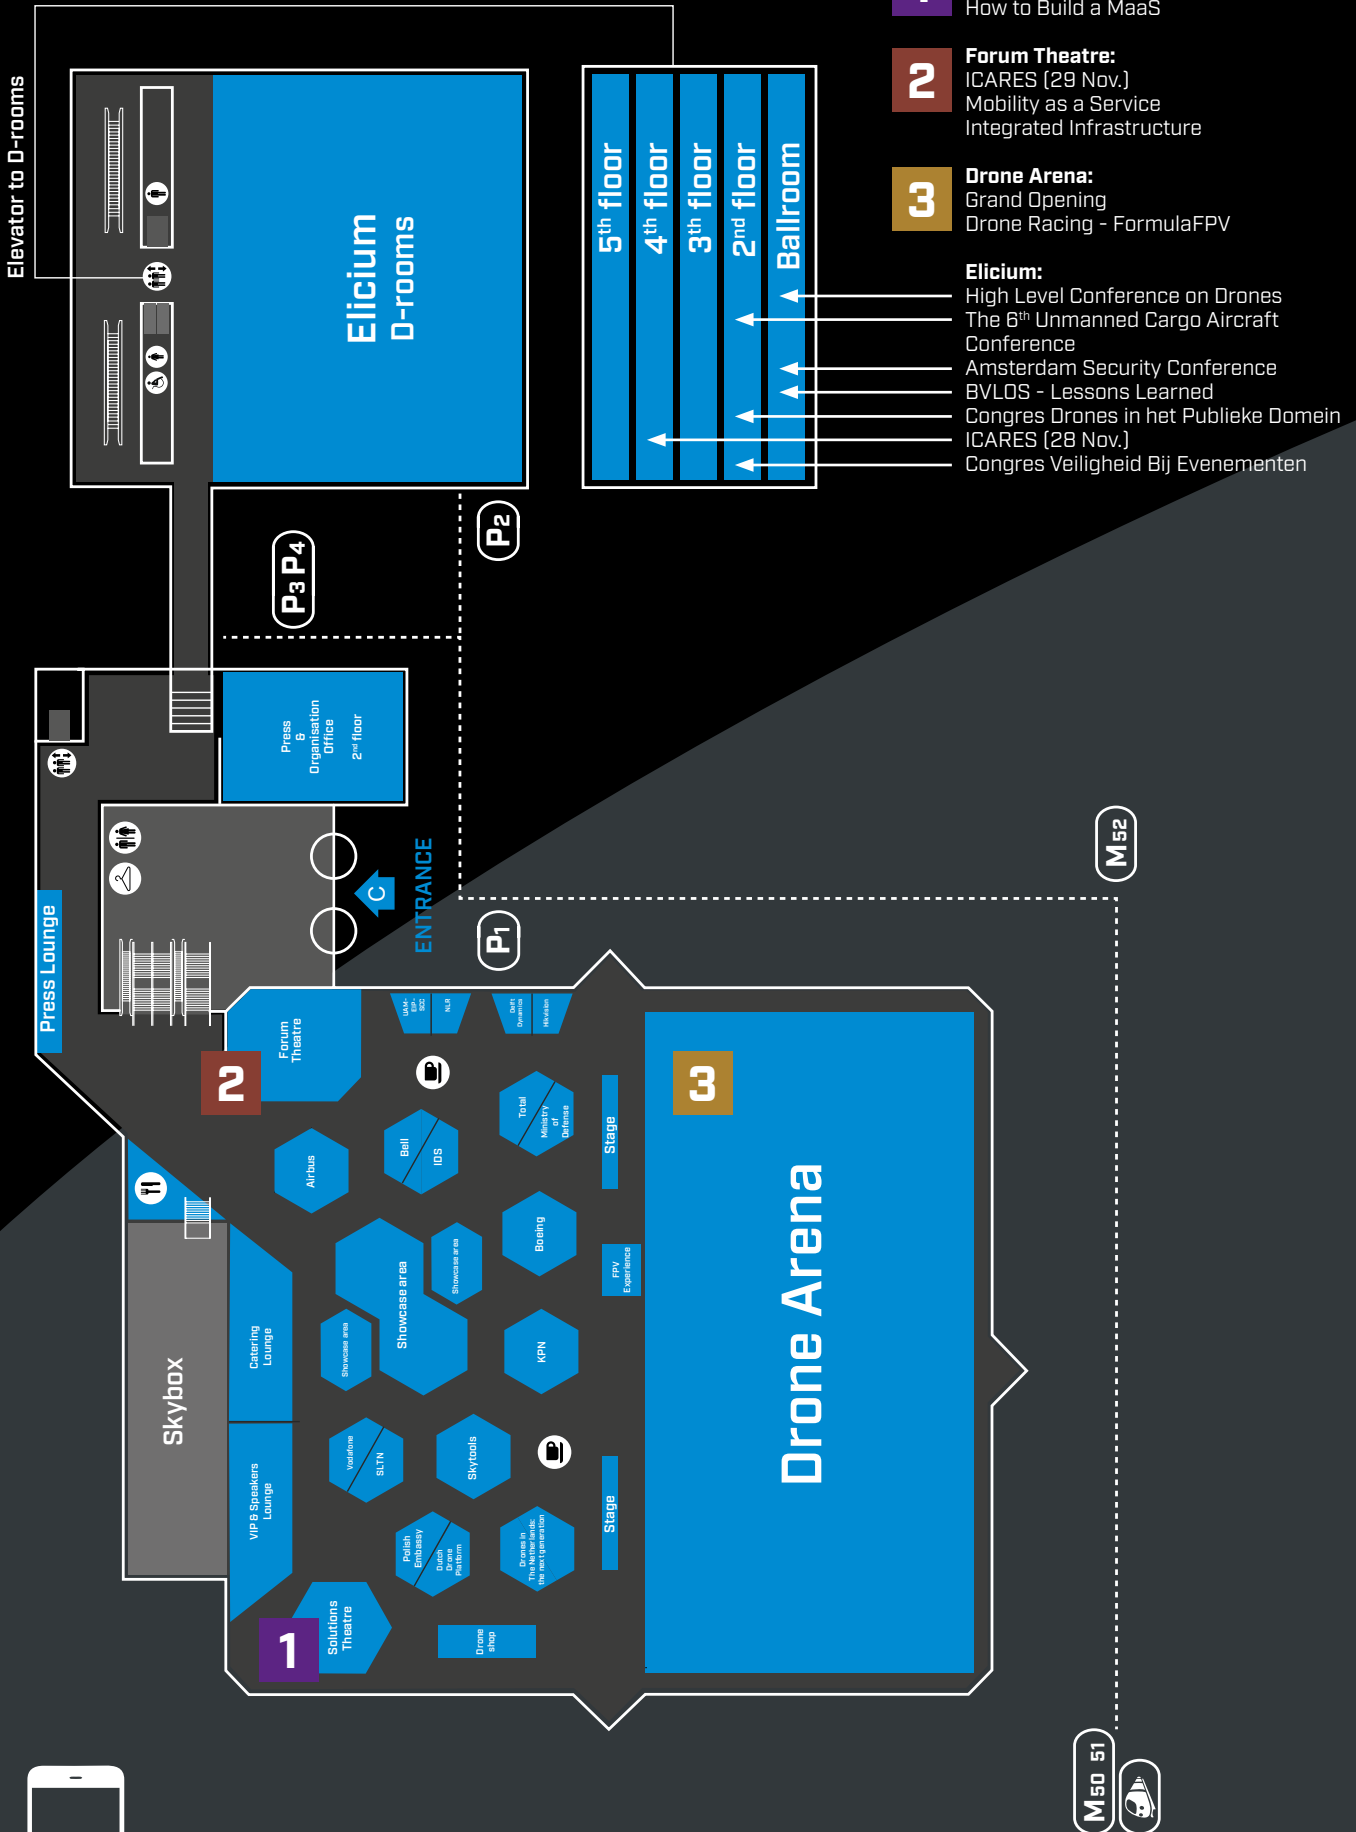 How to Build a MaaS
2
Forum Theatre:
ICARES (29 Nov.)
Mobility as a Service
Integrated Infrastructure
3
Drone Arena:
Grand Opening
Drone Racing - FormulaFPV
Elicium:
High Level Conference on Drones
The 6th Unmanned Cargo Aircraft
Conference
Amsterdam Security Conference
BVLOS - Lessons Learned
Congres Drones in het Publieke Domein
ICARES (28 Nov.)
Congres Veiligheid Bij Evenementen
5th floor
4th floor
3th floor
2nd floor
Ballroom
Elevator to D-rooms
Elicium
D-rooms
P2
P3 P4
Press
&
Organisation
Office
2nd floor
C
ENTRANCE
P1
M 52
Press Lounge
2
Forum
Theatre
UAM-
EIP-
SCC
NLR
Delft
Dynamics
Hikvision
Airbus
Bell
IDS
Total
Ministry
of
Defense
Stage
3
Drone Arena
Boeing
FPV
Experience
Showcase area
Showcase area
Showcase area
KPN
Skybox
Catering
Lounge
VIP & Speakers
Lounge
Vodafone
SLTN
Skytools
Polish
Embassy
Dutch
Drone
Platform
Drones in
The Netherlands:
the next generation
Stage
1
Solutions
Theatre
Drone
shop
M 50 51